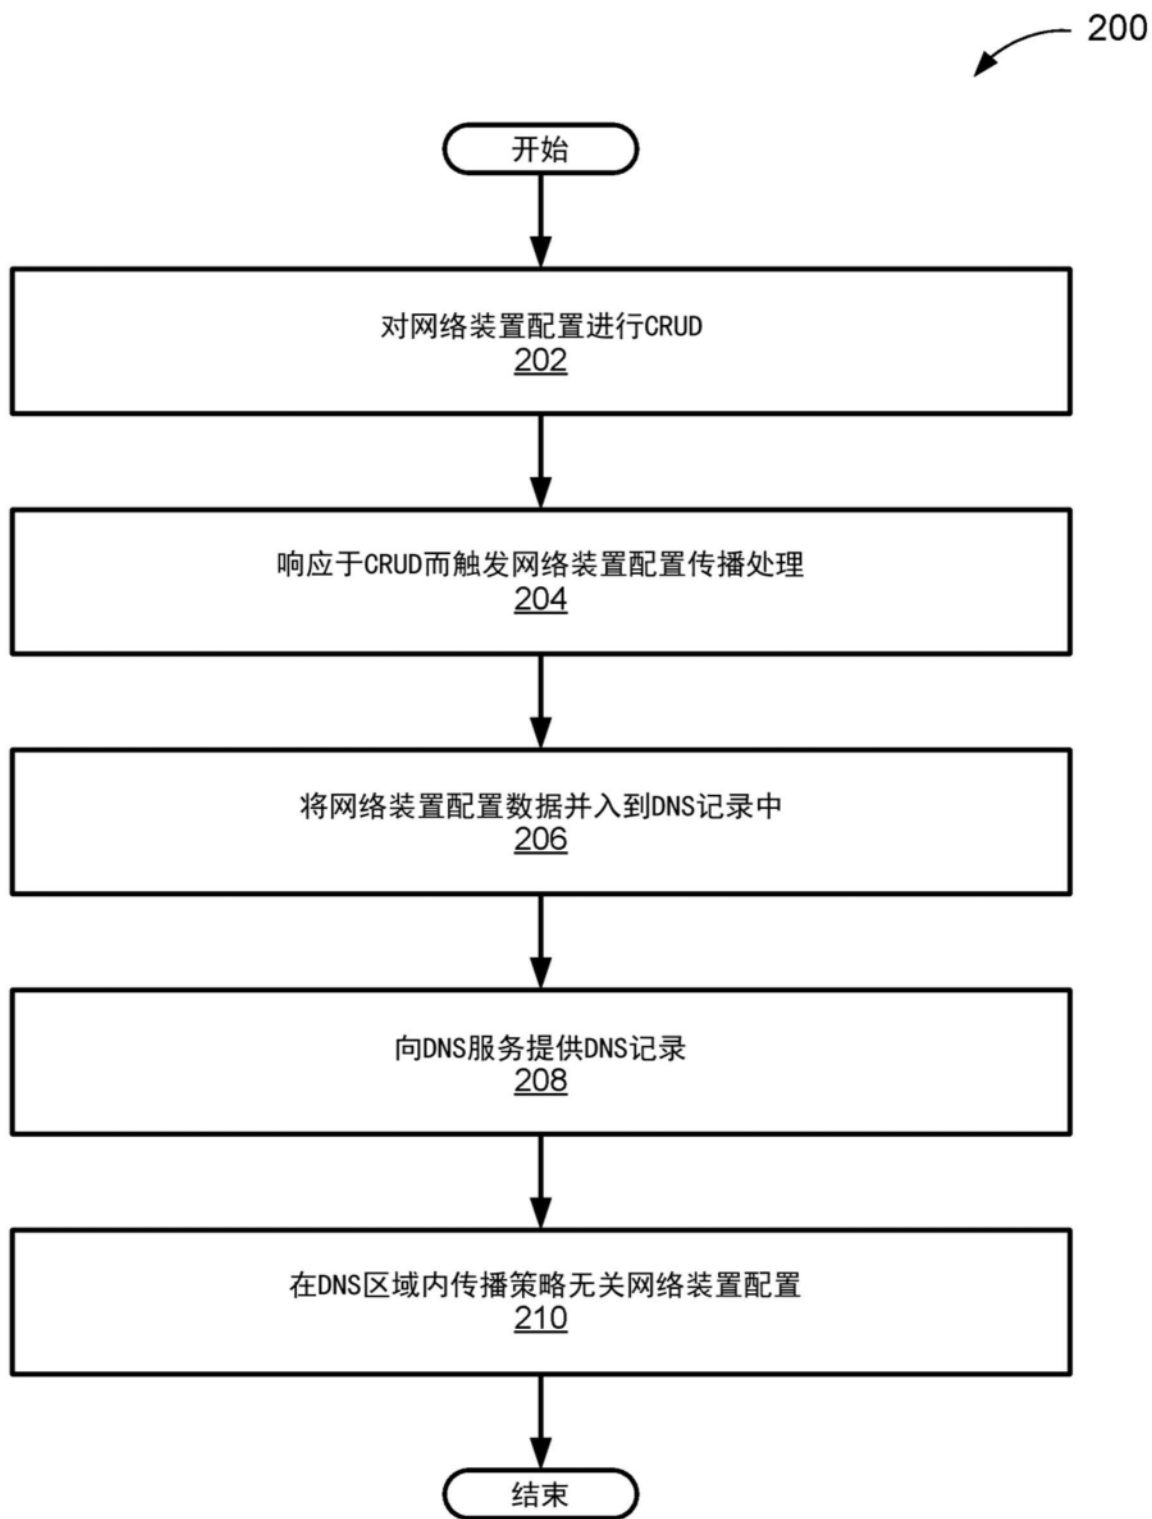 200
开始
对网络装置配置进行CRUD
202
响应于CRUD而触发网络装置配置传播处理
204
将网络装置配置数据并入到DNS记录中
206
向DNS服务提供DNS记录
208
在DNS区域内传播策略无关网络装置配置
210
结束